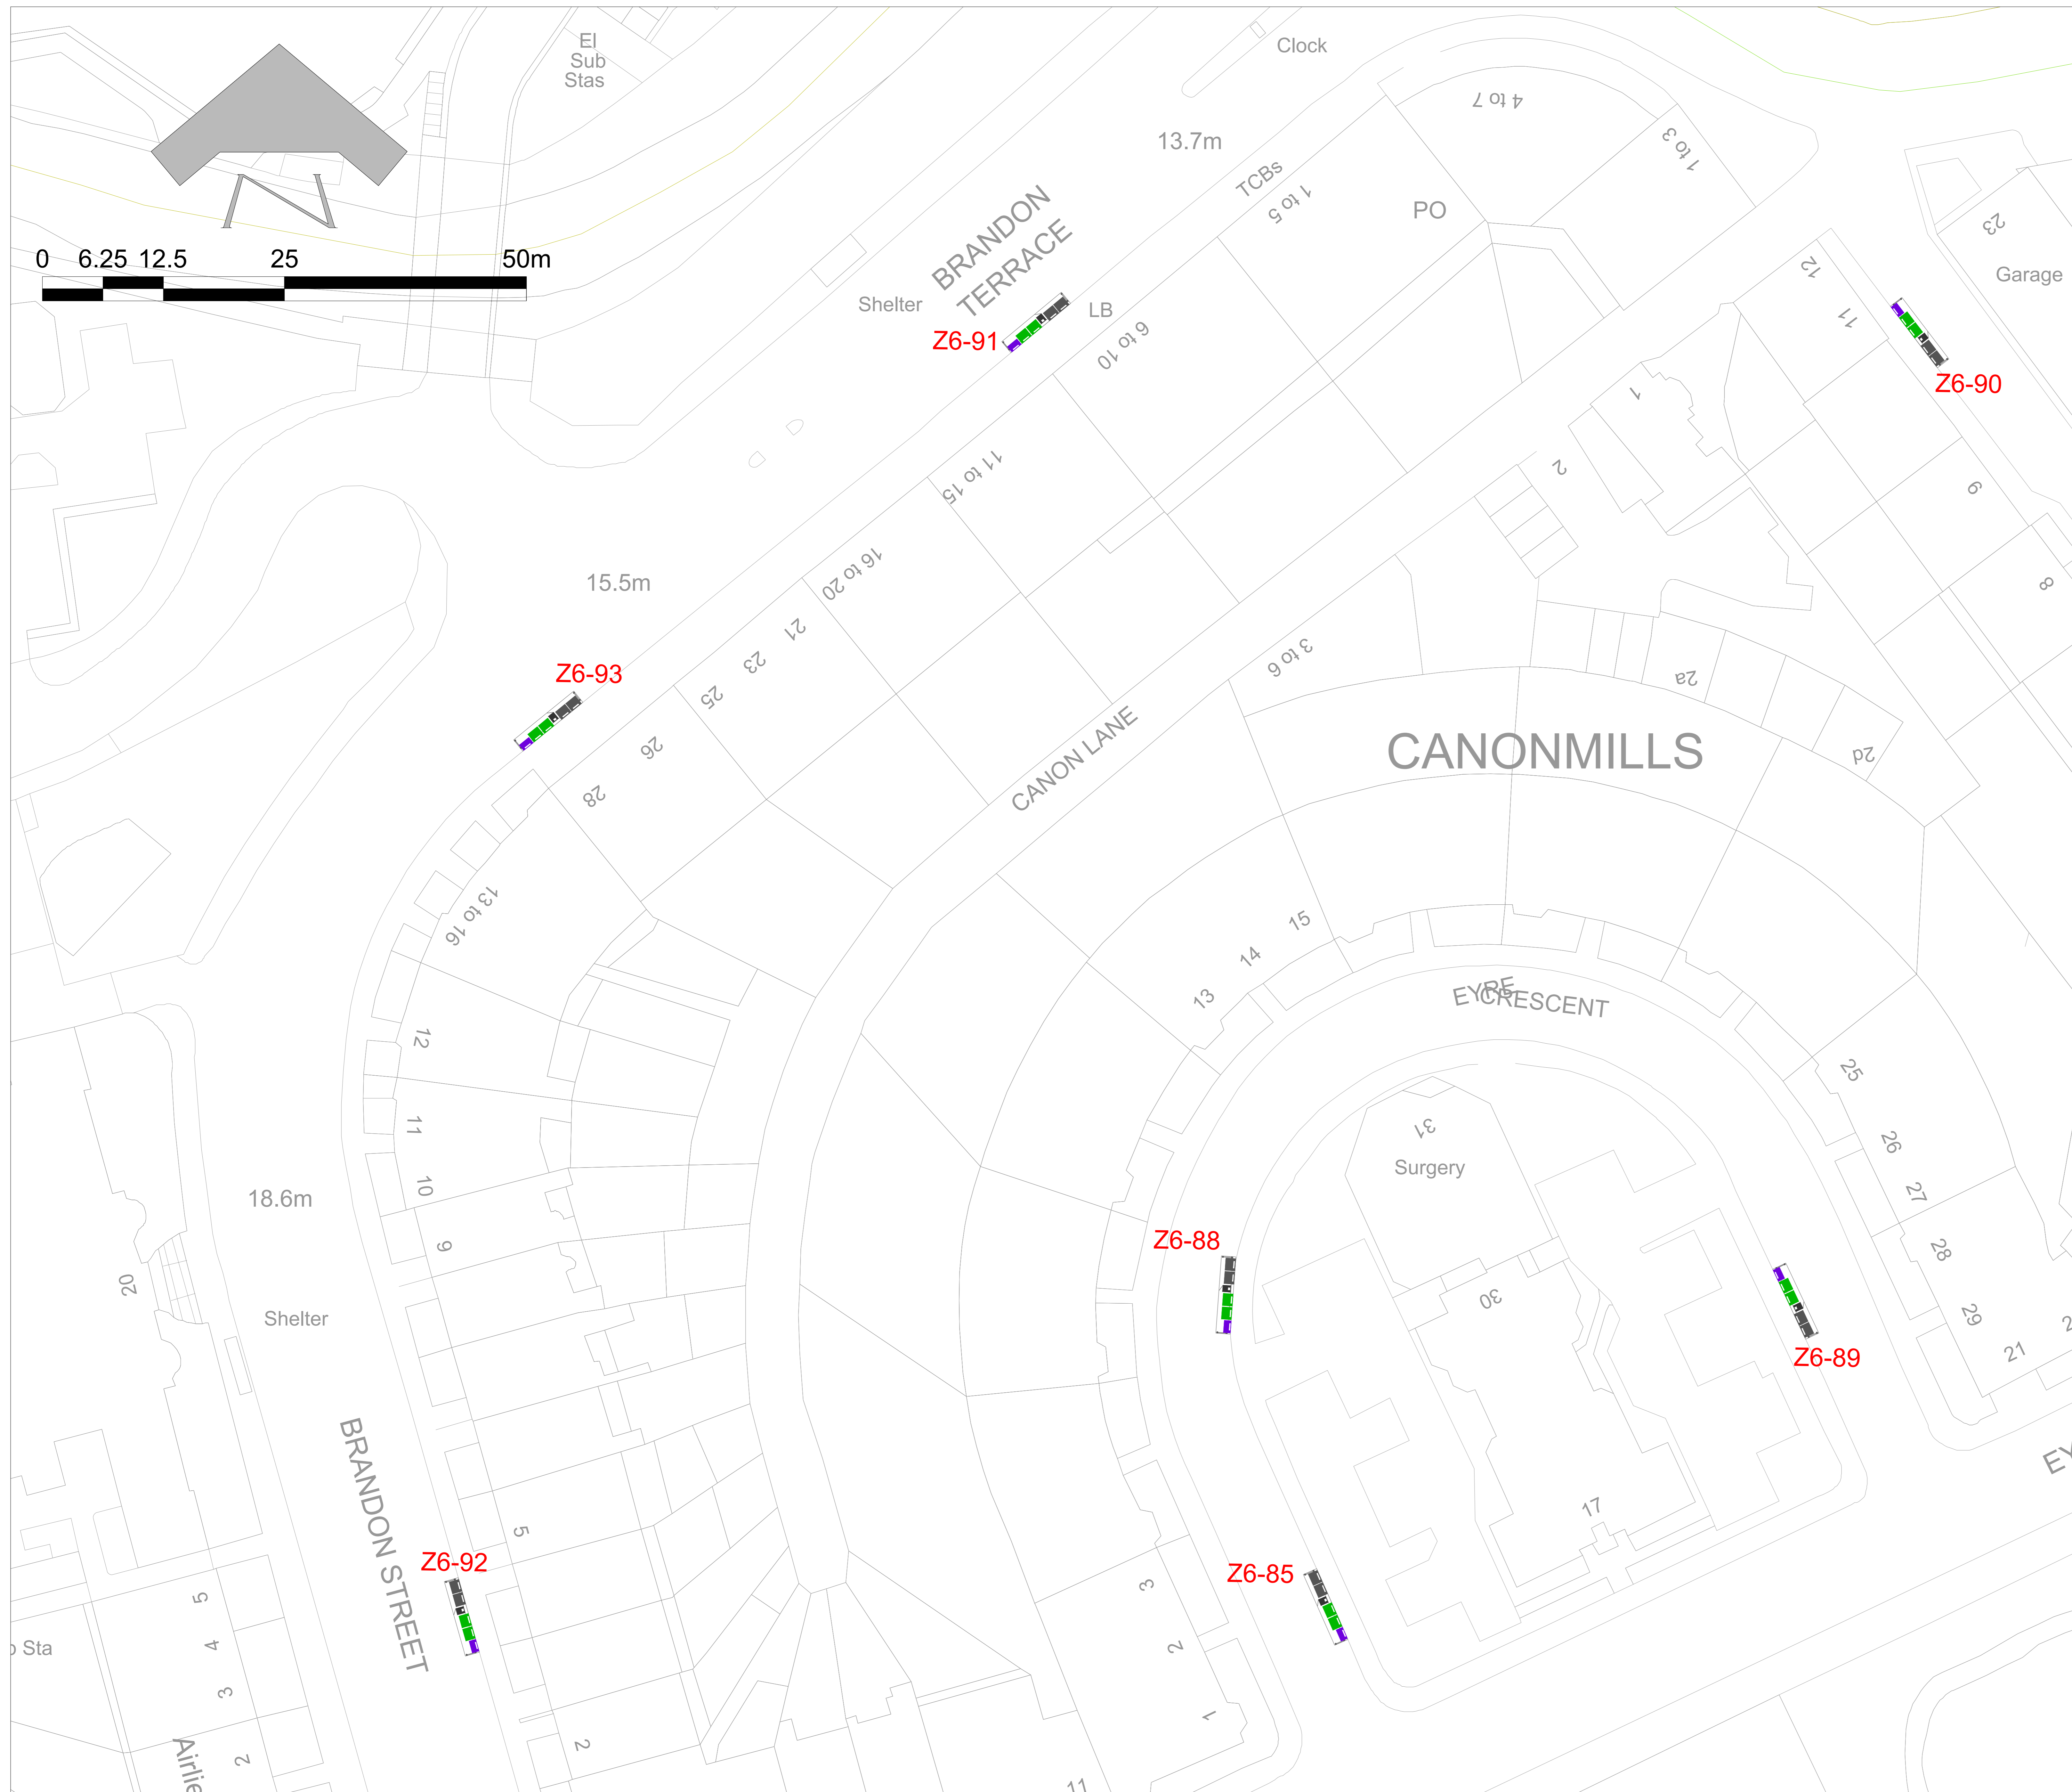 El
Sub
Stas
Clock
4 to 7
1 to 3
13.7m
TCBs
1 to 5
PO
23
Garage
0 6.25 12.5 25 50m
BRANDON
TERRACE
Shelter
LB
Z6-91
6 to 10
12
11
Z6-90
1
2
9
8
11 to 15
16 to 20
15.5m
21
23
25
26
28
Z6-93
3 to 6
2a
2d
CANONMILLS
CANON LANE
13 to 16
15
14
13
EYRE
CRESCENT
12
11
10
9
25
26
27
28
29
21
31
Surgery
18.6m
20
Shelter
Z6-88
30
Z6-89
17
BRANDON STREET
5
Z6-92
Z6-85
3
2
1
5
4
3
2
Sta
2
11